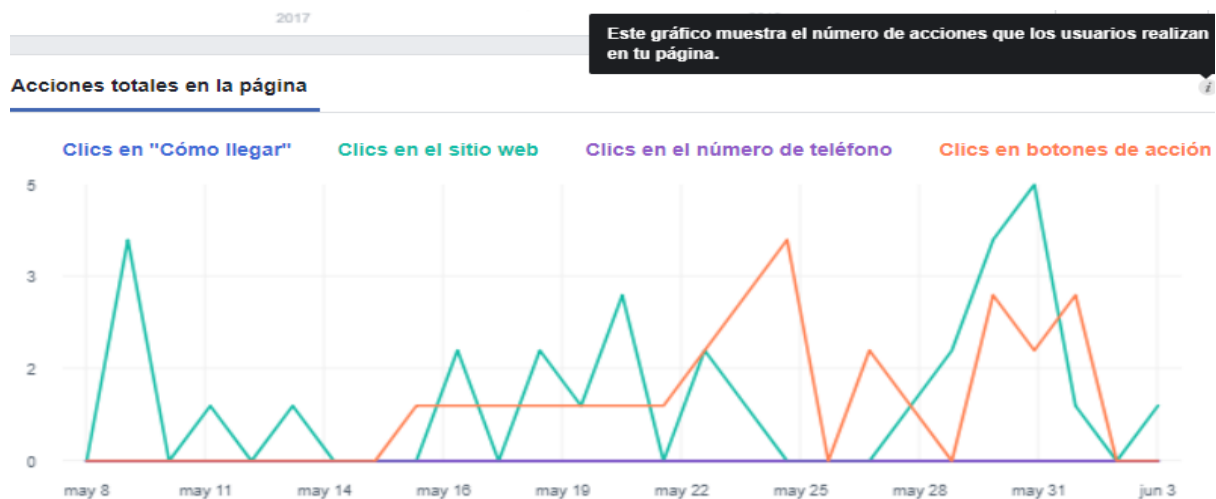 2017
Este gráfico muestra el número de acciones que los usuarios realizan
en tu página.
Acciones totales en la página
i
Clics en "Cómo llegar" Clics en el sitio web Clics en el número de teléfono Clics en botones de acción
5
3
2
0
may 8 may 11 may 14 may 16 may 19 may 22 may 25 may 28 may 31 jun 3